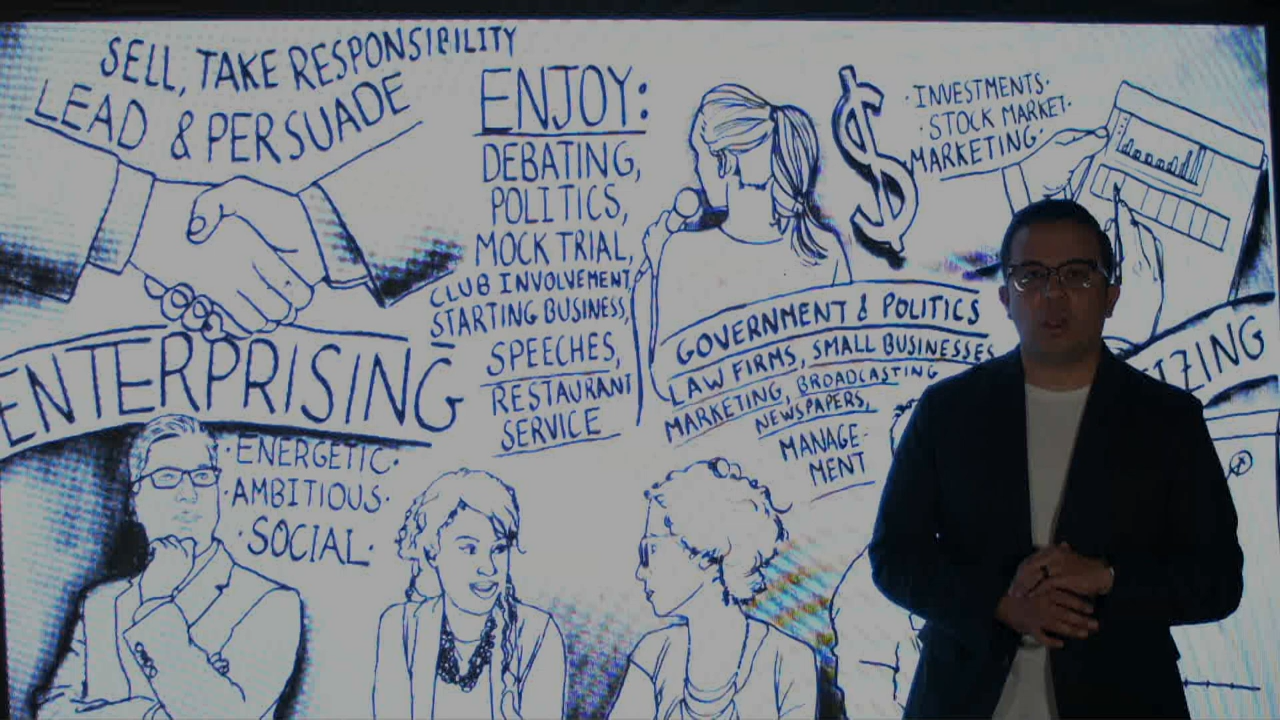 SELL, TAKE RESPONSIBILITY
LEAD & PERSUADE
ENTERPRISING
· ENERGETIC ·
· AMBITIOUS ·
· SOCIAL ·
ENJOY:
DEBATING,
POLITICS,
MOCK TRIAL,
CLUB INVOLVEMENT,
STARTING BUSINESS,
SPEECHES,
RESTAURANT
SERVICE
$
· INVESTMENTS ·
· STOCK MARKET ·
MARKETING ·
GOVERNMENT & POLITICS
LAW FIRMS, SMALL BUSINESSES
MARKETING, BROADCASTING
NEWSPAPERS,
MANAGE-
MENT
IZING